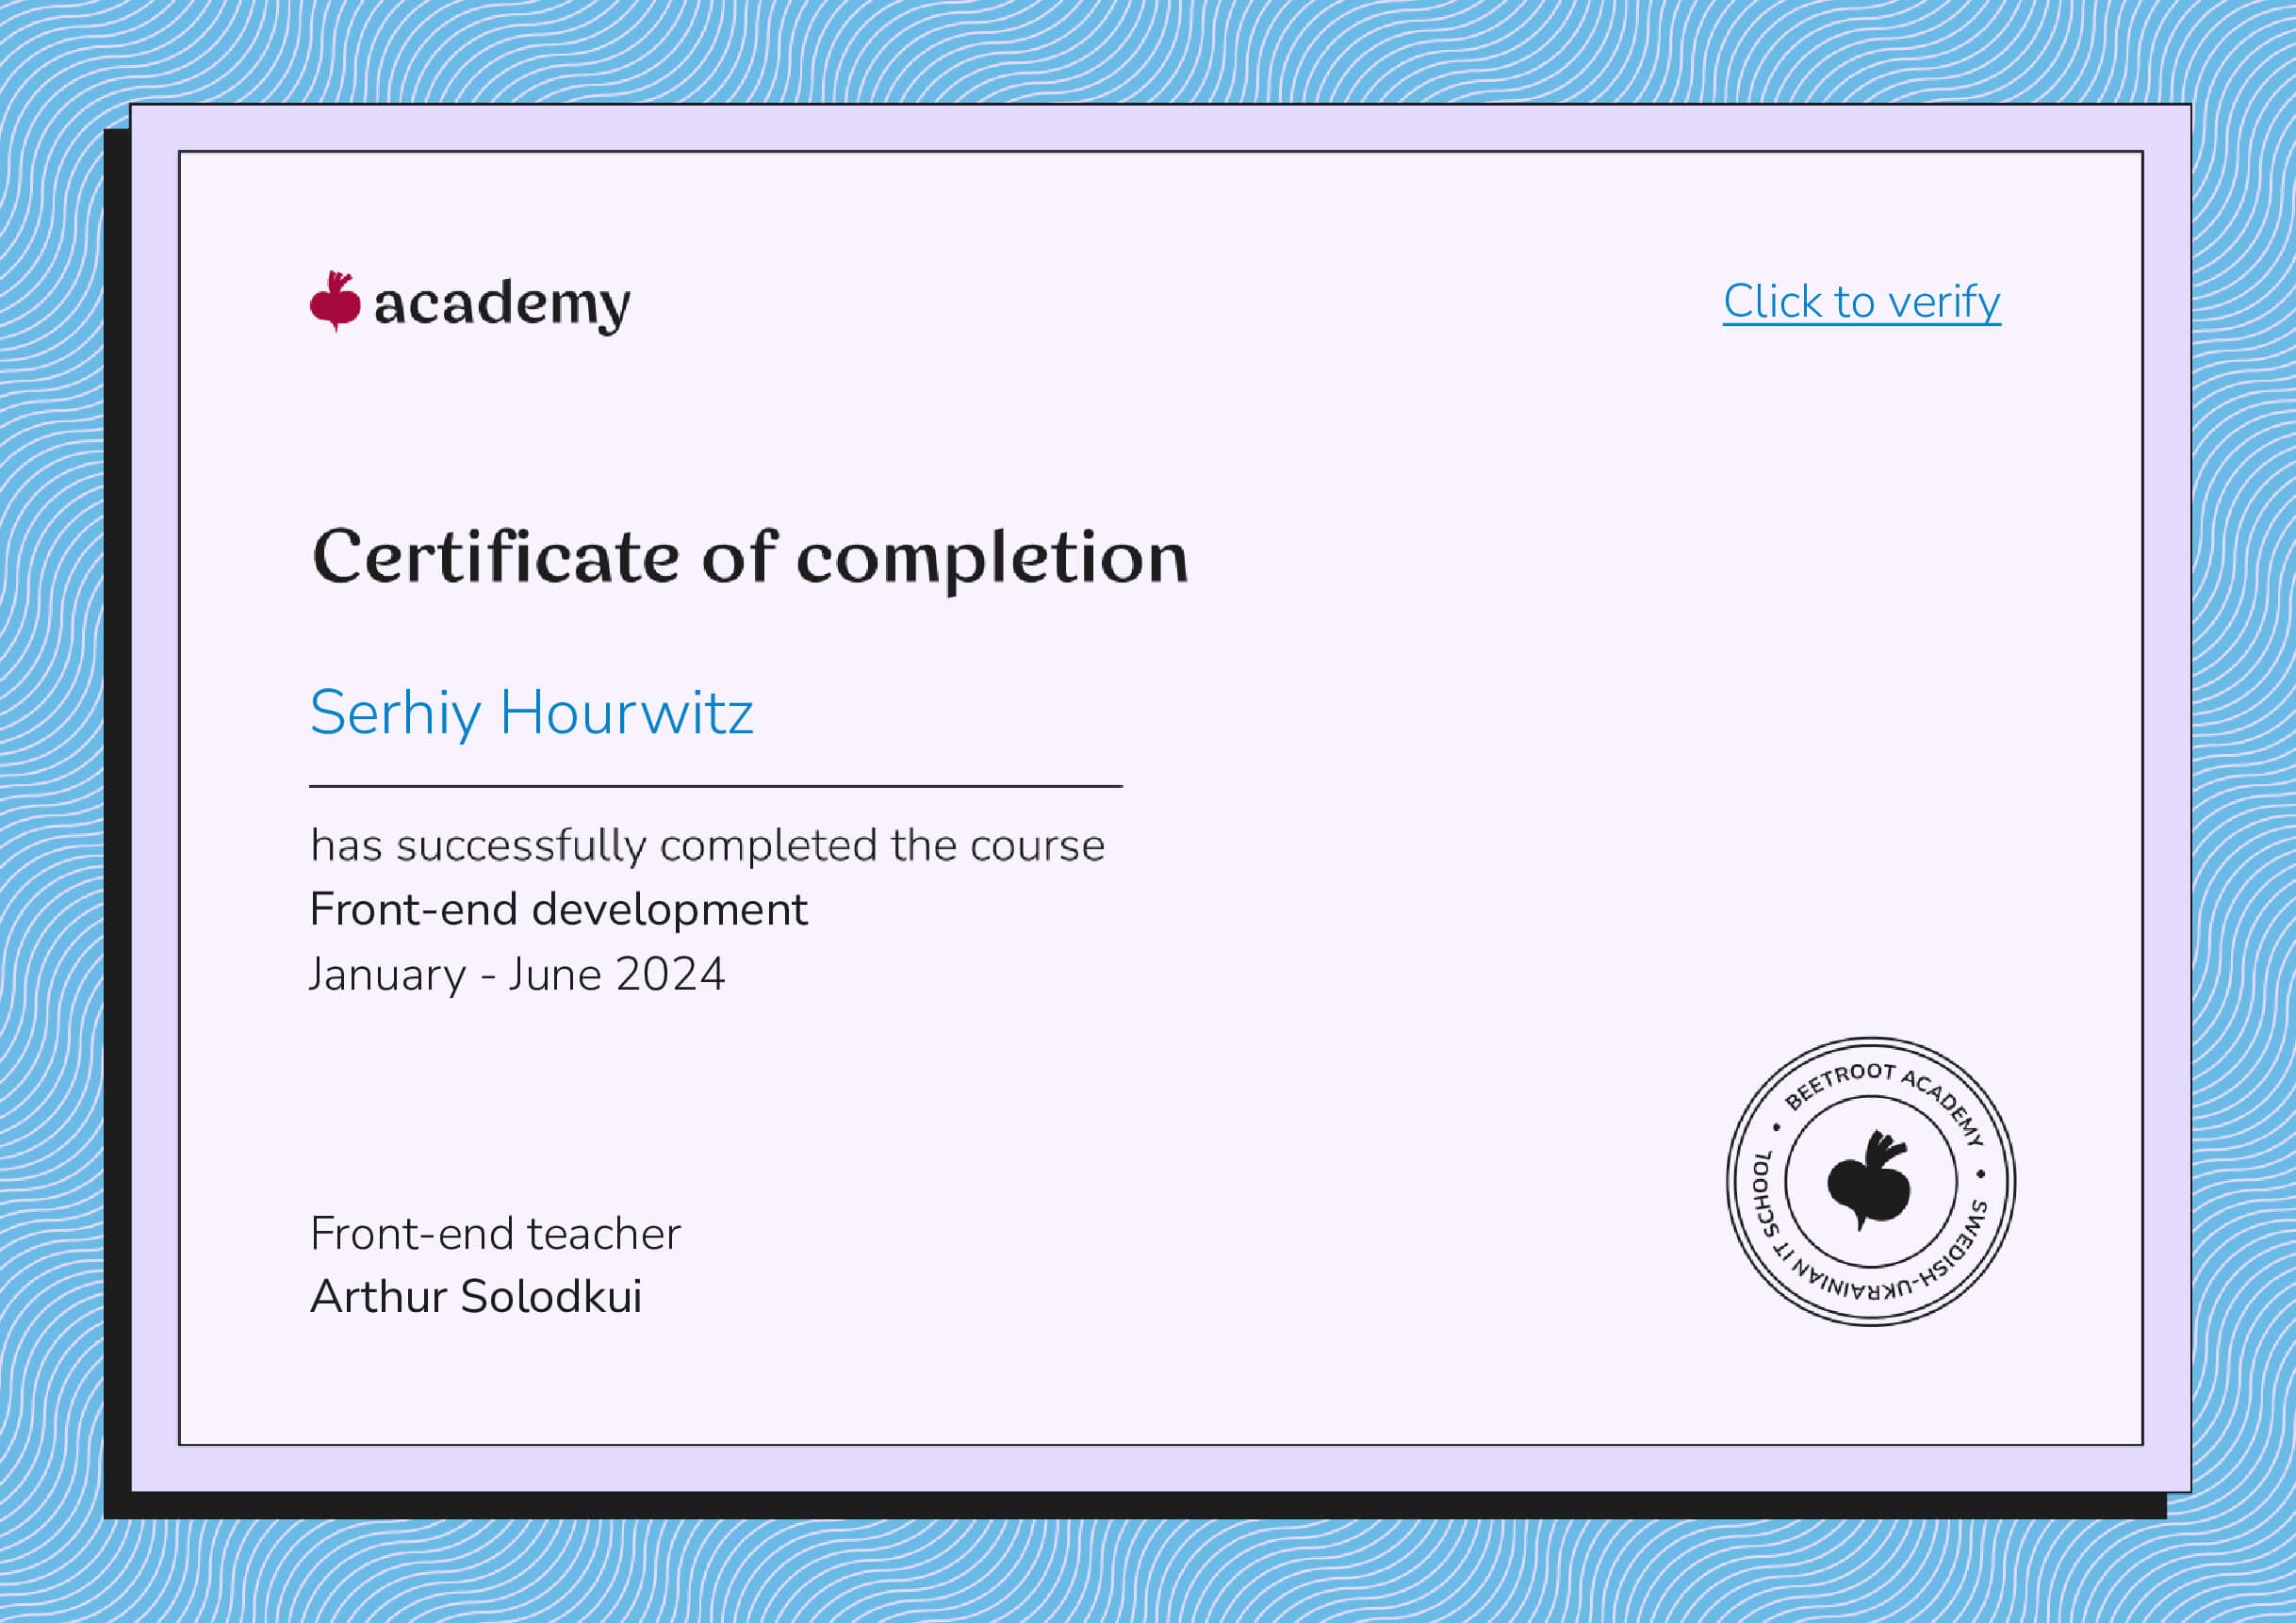 academy
Click to verify
Certificate of completion
Serhiy Hourwitz
has successfully completed the course
Front-end development
January - June 2024
Front-end teacher
Arthur Solodkui
BEETROOT ACADEMY • SWEDISH-UKRAINIAN IT SCHOOL •